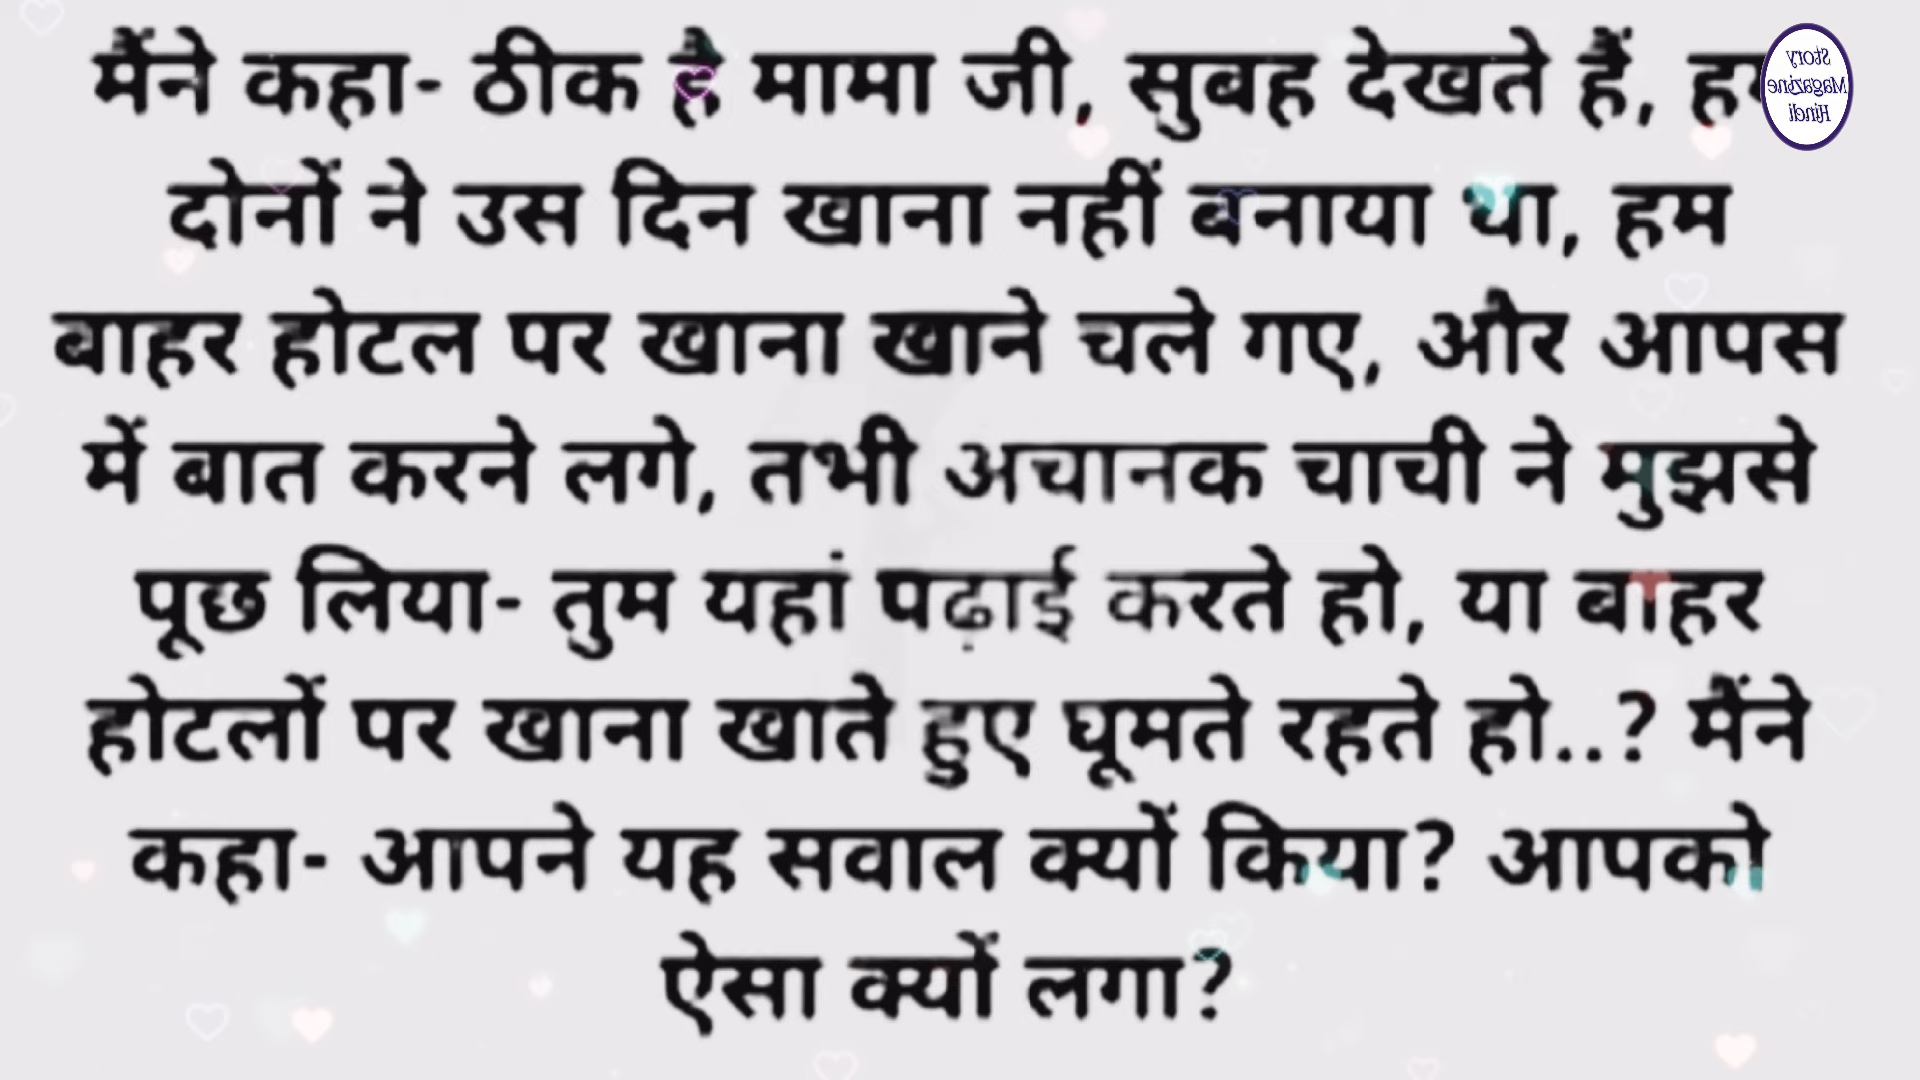 मैंने कहा- ठीक है मामा जी, सुबह देखते हैं,
दोनों ने उस दिन खाना नहीं बनाया था, हम
बाहर होटल पर खाना खाने चले गए, और आपस
में बात करने लगे, तभी अचानक चाची ने मुझसे
पूछ लिया- तुम यहां पढ़ाई करते हो, या बाहर
होटलों पर खाना खाते हुए घूमते रहते हो..? मैंने
कहा- आपने यह सवाल क्यों किया? आपको
ऐसा क्यों लगा?
Story
Magazine
Hindi